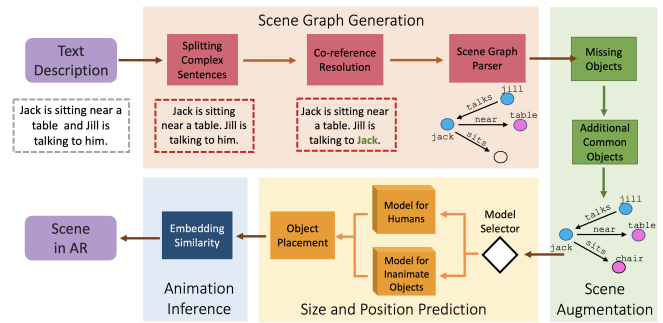 Scene Graph Generation
Text
Description
Splitting
Complex
Sentences
Co-reference
Resolution
Scene Graph
Parser
Missing
Objects
Jack is sitting near a
table and Jill is
talking to him.
Jack is sitting
near a table. Jill is
talking to him.
Jack is sitting near
a table. Jill is
talking to Jack.
jill
talks
table
near
jack
sits
Additional
Common
Objects
jill
talks
near
table
jack
sits
chair
Scene
Augmentation
Scene
in AR
Embedding
Similarity
Animation
Inference
Object
Placement
Model for
Humans
Model for
Inanimate
Objects
Model
Selector
Size and Position Prediction